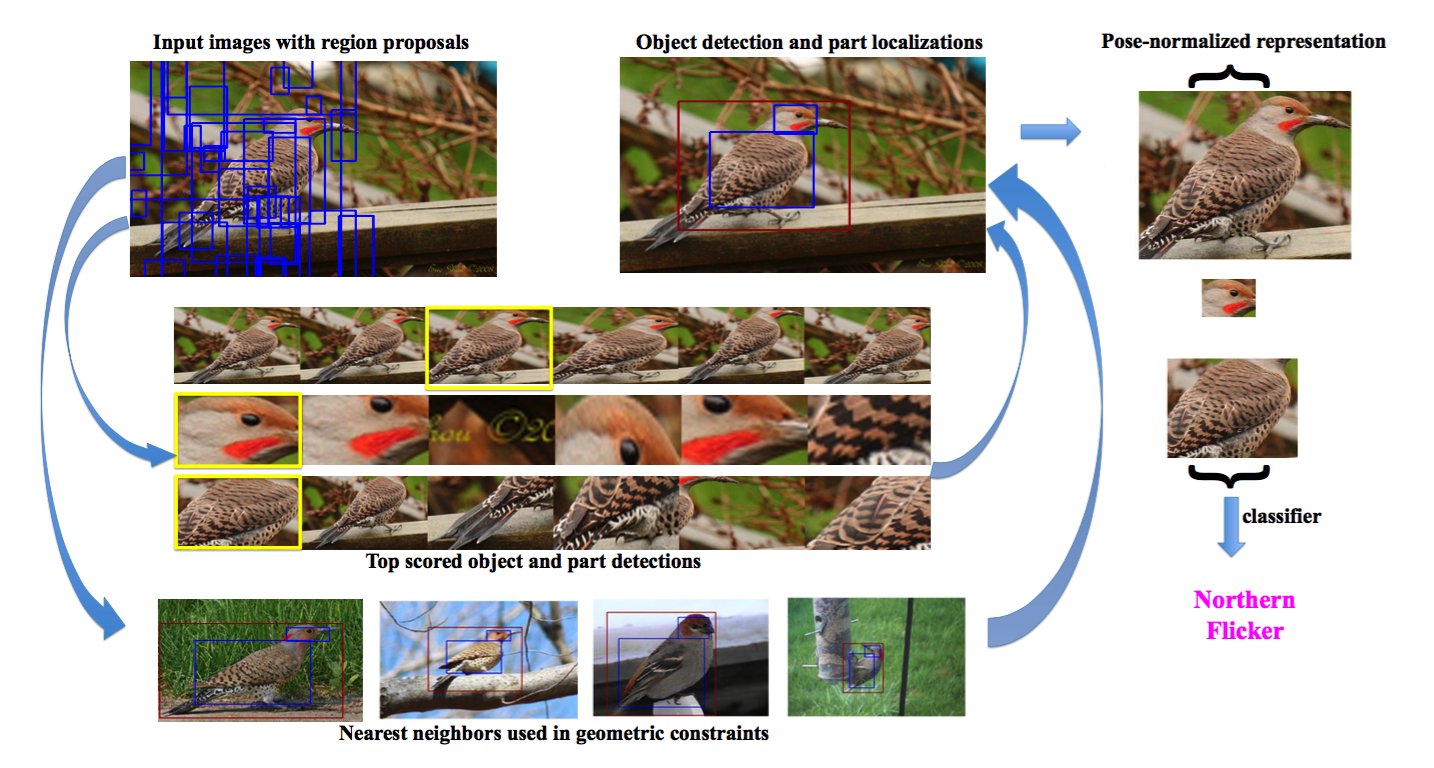 Input images with region proposals
Object detection and part localizations
Pose-normalized representation
©20
classifier
Top scored object and part detections
Northern
Flicker
Nearest neighbors used in geometric constraints